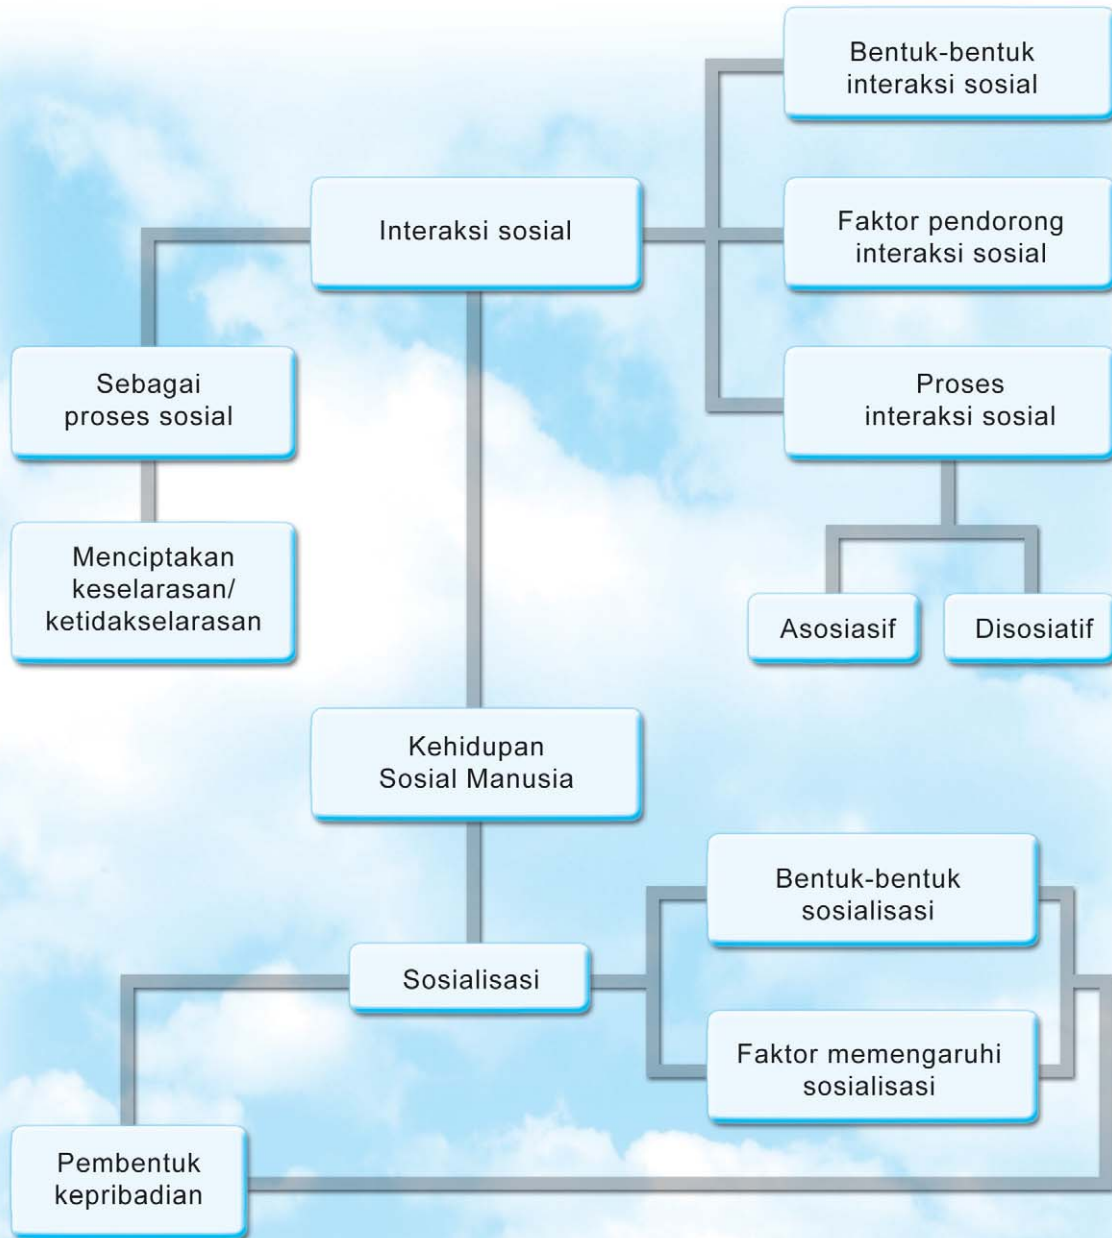 Bentuk-bentuk
interaksi sosial
Interaksi sosial
Faktor pendorong
interaksi sosial
Sebagai
proses sosial
Proses
interaksi sosial
Menciptakan
keselarasan/
ketidakselarasan
Asosiasif
Disosiatif
Kehidupan
Sosial Manusia
Bentuk-bentuk
sosialisasi
Sosialisasi
Faktor memengaruhi
sosialisasi
Pembentuk
kepribadian